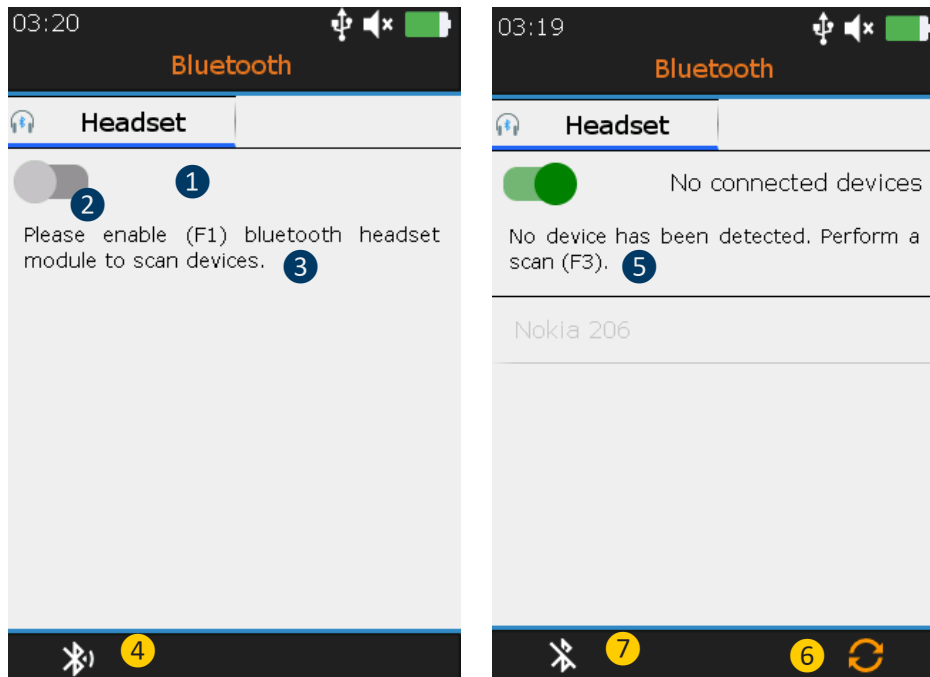 03:20
Bluetooth
Headset
1
2
Please enable (F1) bluetooth headset
module to scan devices.
3
4
03:19
Bluetooth
Headset
No connected devices
No device has been detected. Perform a
scan (F3).
5
Nokia 206
7
6